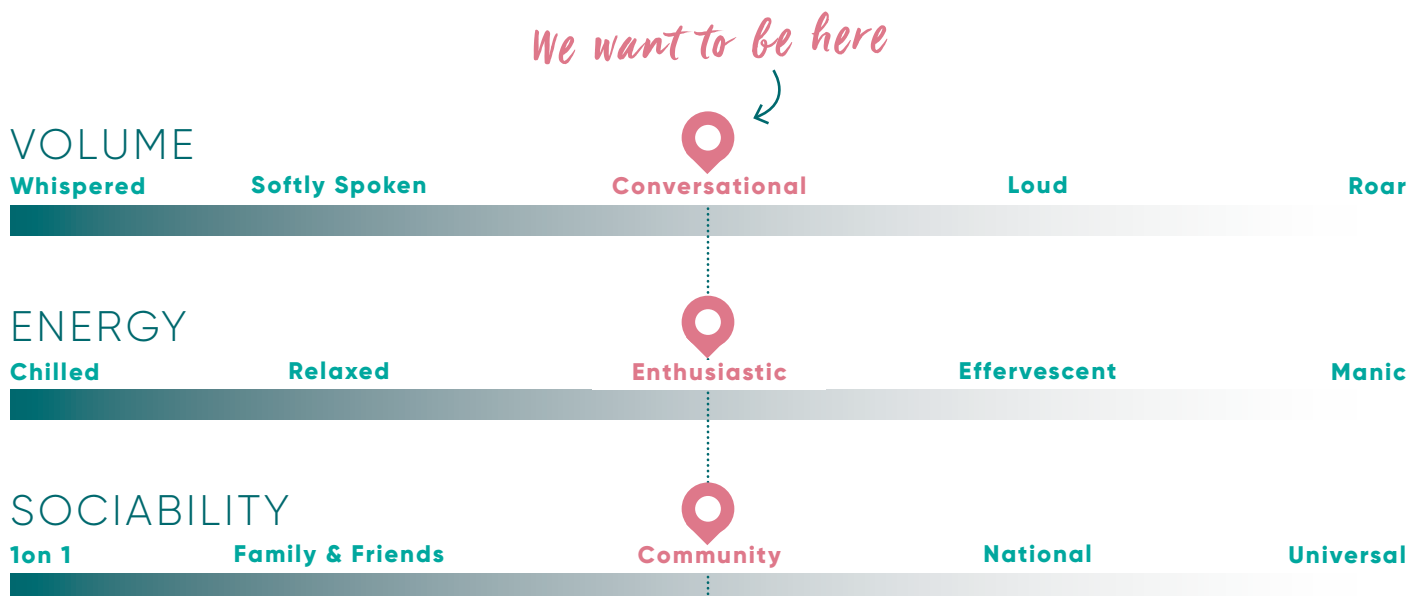 We want to be here
VOLUME
Whispered Softly Spoken Conversational Loud Roar
ENERGY
Chilled Relaxed Enthusiastic Effervescent Manic
SOCIABILITY
1on 1 Family & Friends Community National Universal